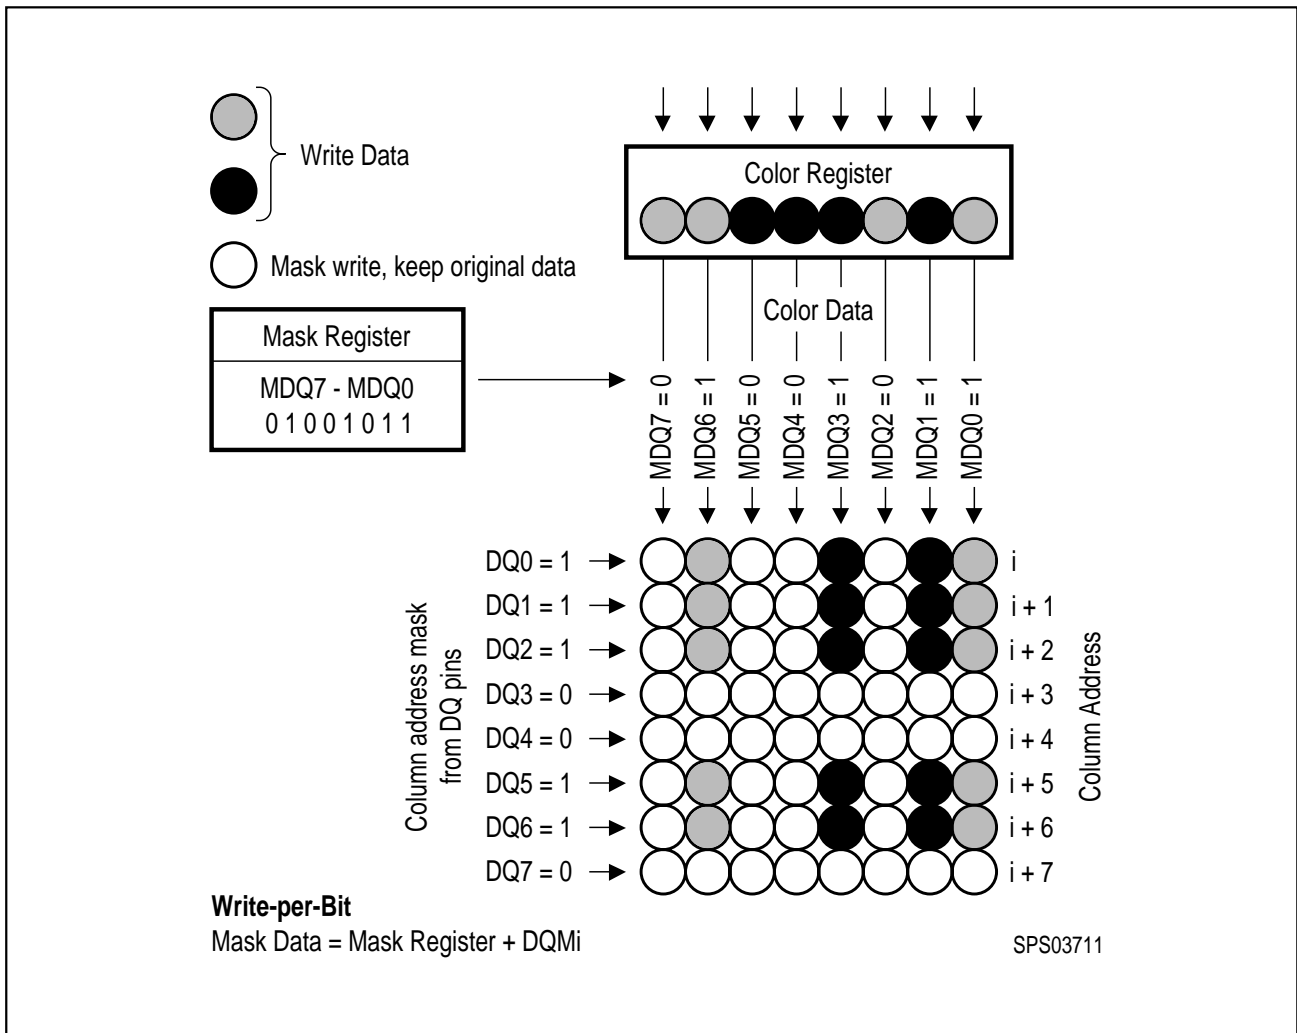 Write Data
Mask write, keep original data
Mask Register
MDQ7 - MDQ0
0 1 0 0 1 0 1 1
Color Register
Color Data
MDQ7 = 0
MDQ6 = 1
MDQ5 = 0
MDQ4 = 0
MDQ3 = 1
MDQ2 = 0
MDQ1 = 1
MDQ0 = 1
Column address mask
from DQ pins
DQ0 = 1
DQ1 = 1
DQ2 = 1
DQ3 = 0
DQ4 = 0
DQ5 = 1
DQ6 = 1
DQ7 = 0
i
i + 1
i + 2
i + 3
i + 4
i + 5
i + 6
i + 7
Column Address
Write-per-Bit
Mask Data = Mask Register + DQMi
SPS03711